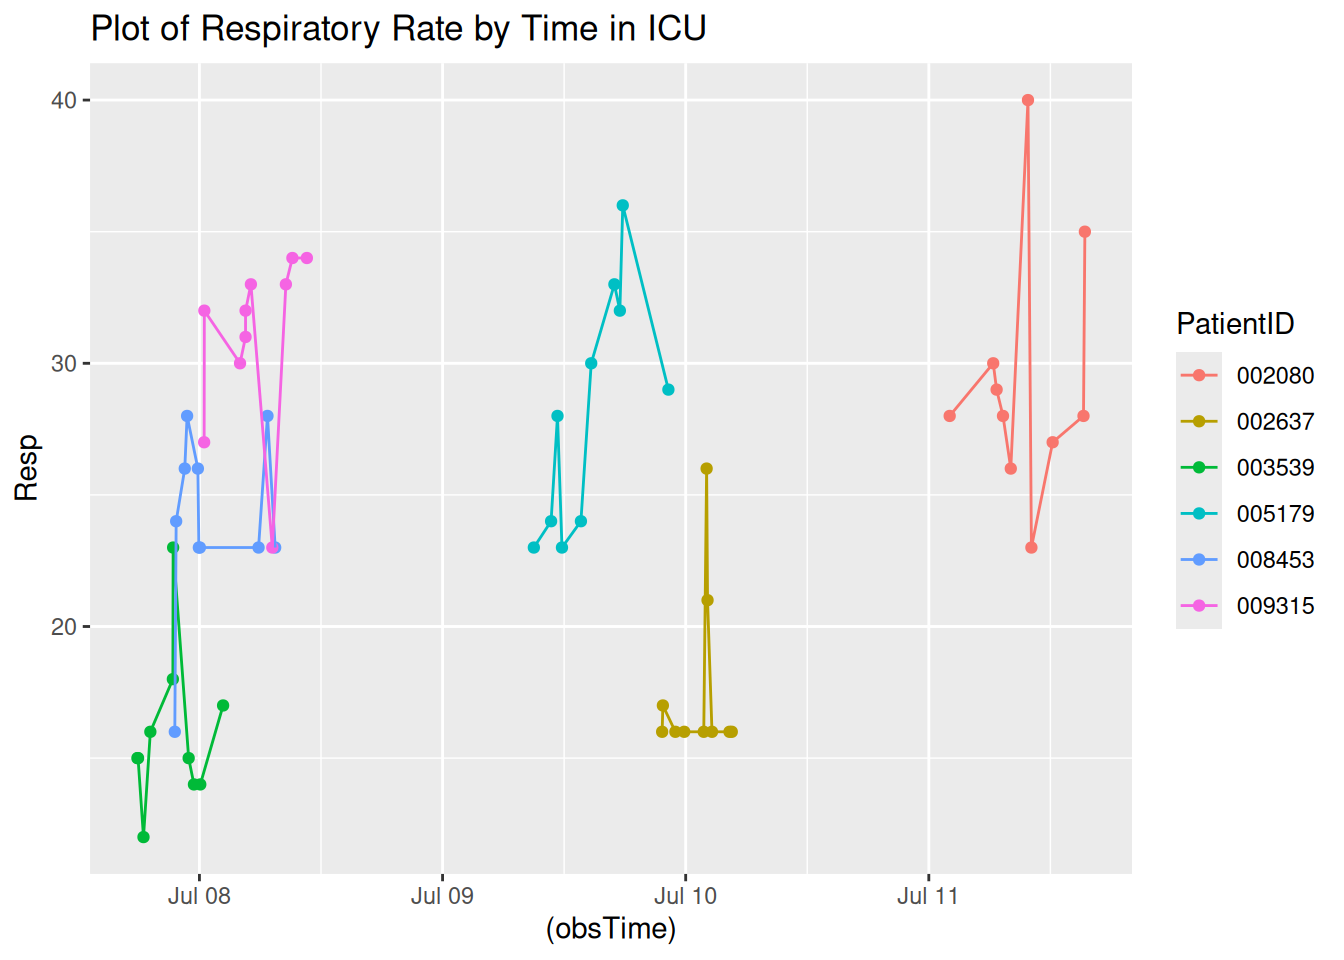 Plot of Respiratory Rate by Time in ICU
40
30
20
Resp
Jul 08
Jul 09
Jul 10
Jul 11
(obsTime)
PatientID
002080
002637
003539
005179
008453
009315